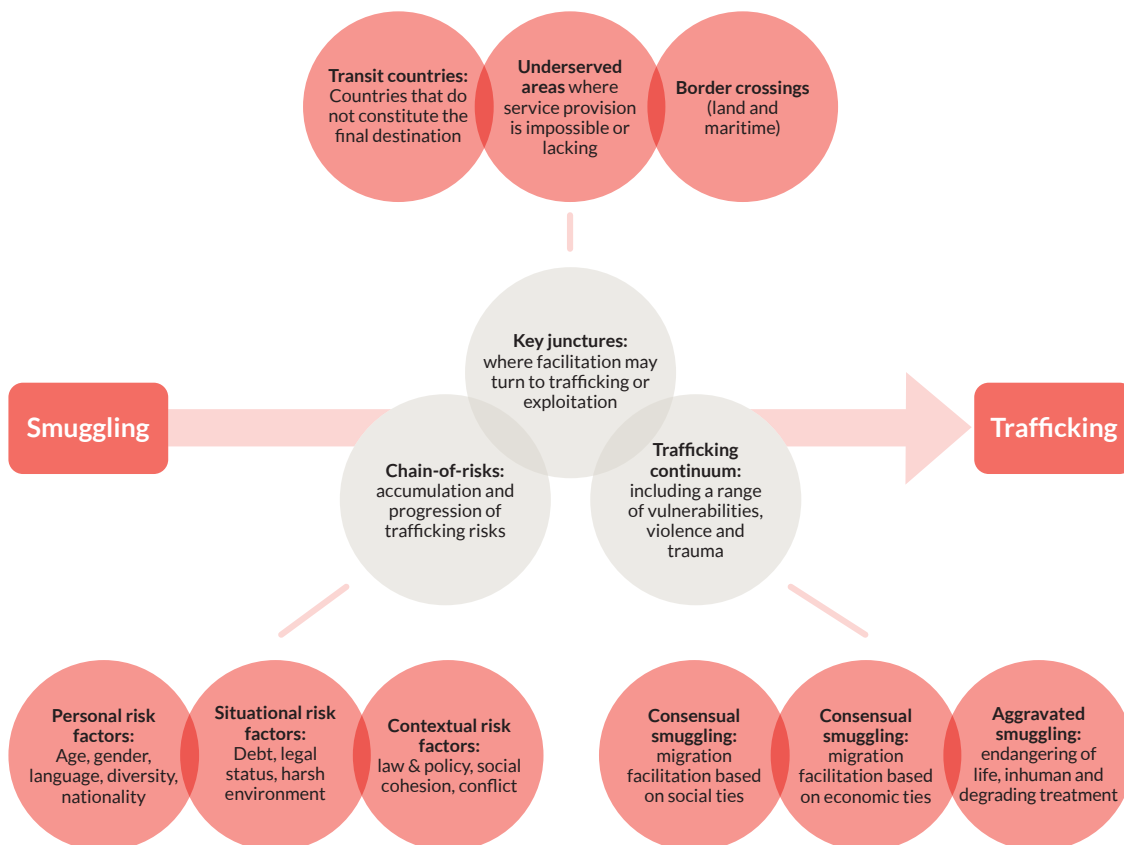 Transit countries:
Countries that do
not constitute the
final destination
Underserved
areas where
service provision
is impossible or
lacking
Border crossings
(land and
maritime)
Key junctures:
where facilitation may
turn to trafficking or
exploitation
Smuggling
Trafficking
Chain-of-risks:
accumulation and
progression of
trafficking risks
Trafficking
continuum:
including a range
of vulnerabilities,
violence and
trauma
Personal risk
factors:
Age, gender,
language, diversity,
nationality
Situational risk
factors:
Debt, legal
status, harsh
environment
Contextual risk
factors:
law & policy, social
cohesion, conflict
Consensual
smuggling:
migration
facilitation based
on social ties
Consensual
smuggling:
migration
facilitation based
on economic ties
Aggravated
smuggling:
endangering of
life, inhuman and
degrading treatment